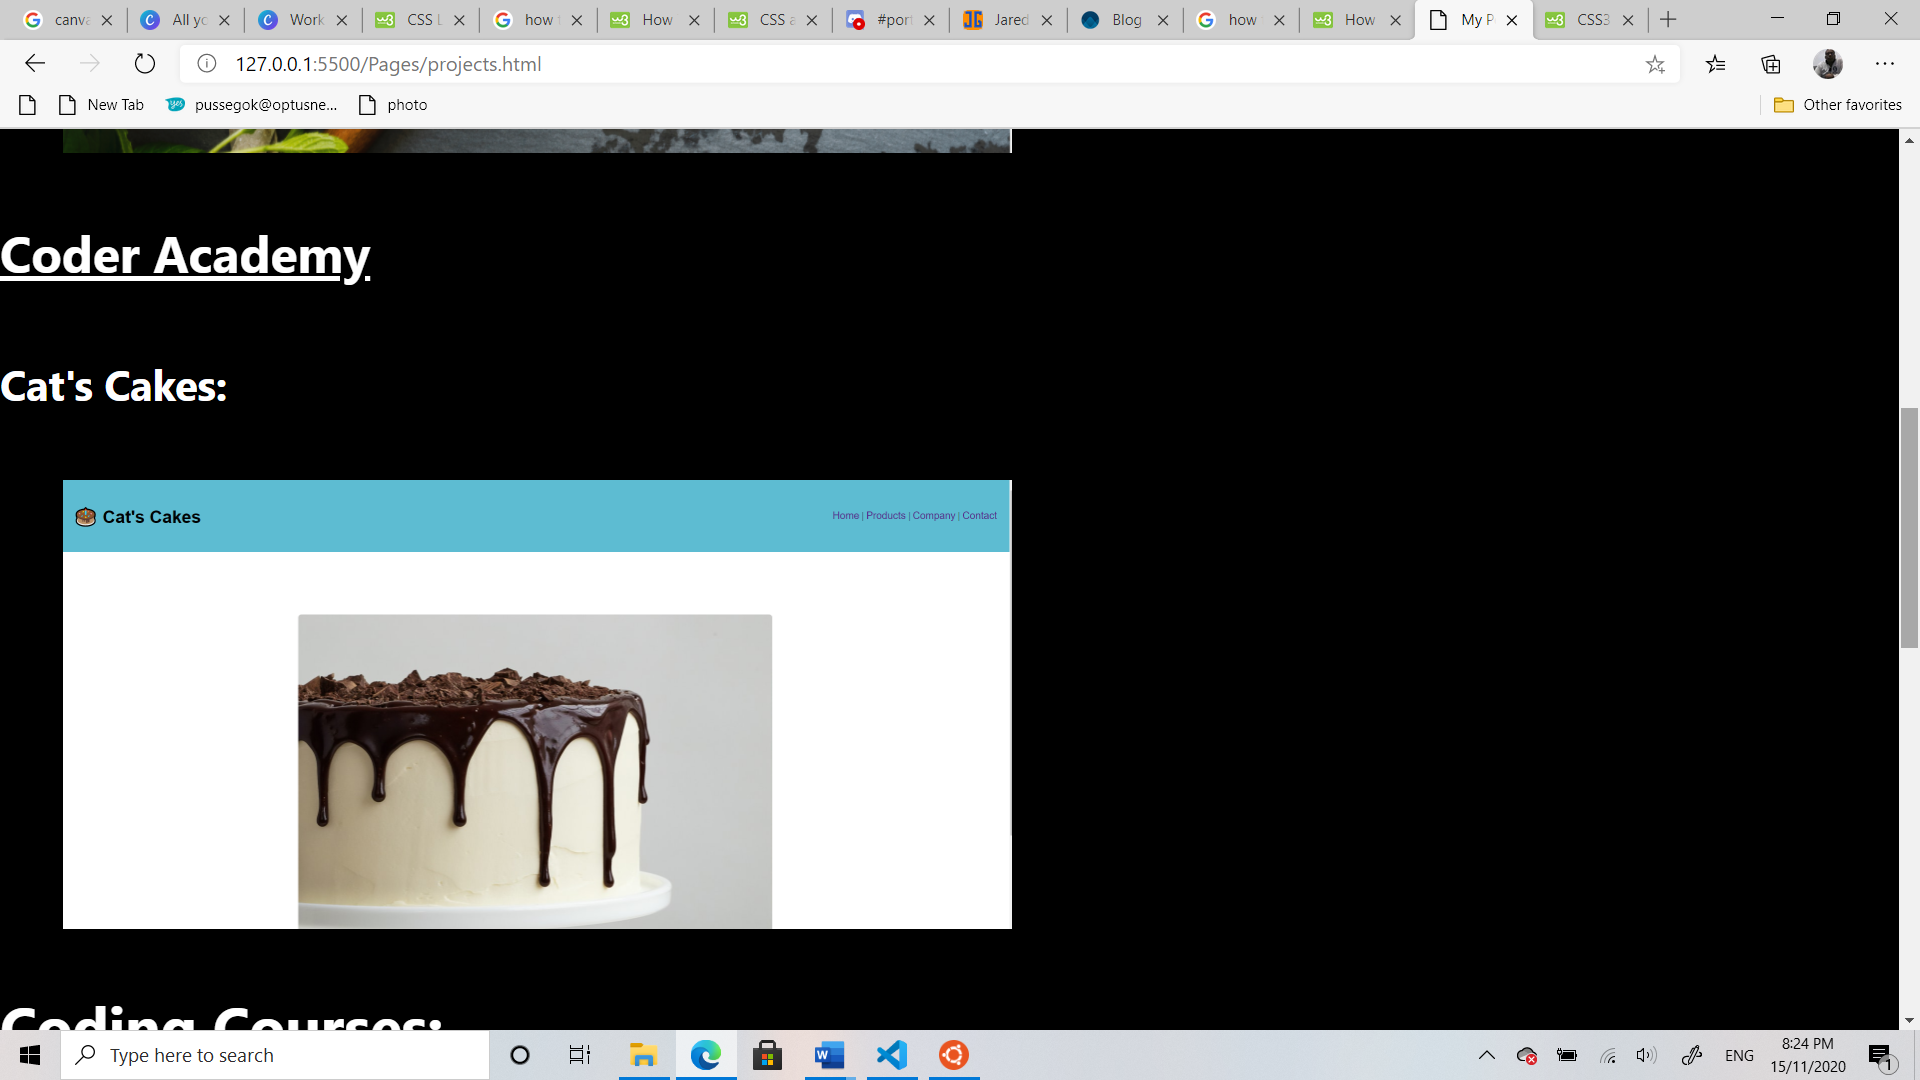 canva
All yo
Work
CSS L
how t
How
CSS a
#port
Jared
Blog
how
How
My P
CSS3
127.0.0.1:5500/Pages/projects.html
New Tab
pussegok@optusne...
photo
Other favorites
Coder Academy
Cat's Cakes:
Cat's Cakes
Home | Products | Company | Contact
Coding Courses:
Type here to search
ENG
8:24 PM
15/11/2020
1